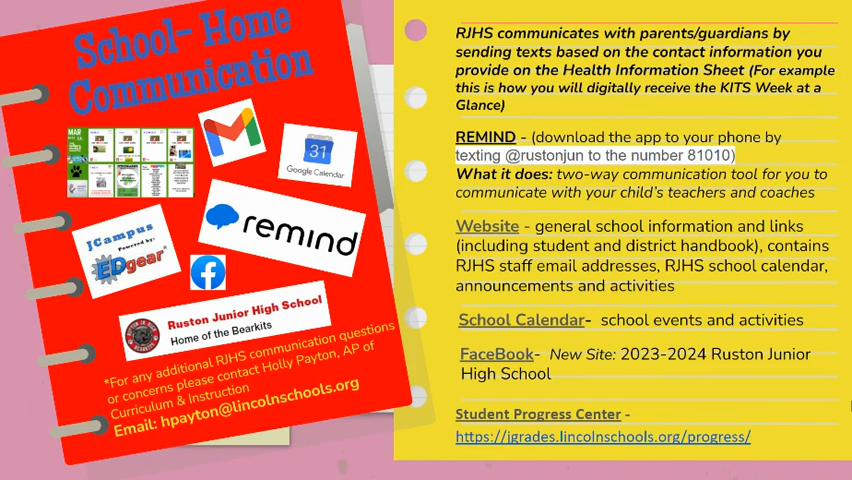 School- Home
Communication
MAR
31
Google Calendar
remind
JCampus
Powered by:
EDgear
Ruston Junior High School
Home of the Bearkits
*For any additional RJHS communication questions
or concerns please contact Holly Payton, AP of
Curriculum & Instruction
Email: hpayton@lincolnschools.org
RJHS communicates with parents/guardians by
sending texts based on the contact information you
provide on the Health Information Sheet (For example
this is how you will digitally receive the KITS Week at a
Glance)
REMIND - (download the app to your phone by
texting @rustonjun to the number 81010)
What it does: two-way communication tool for you to
communicate with your child's teachers and coaches
Website - general school information and links
(including student and district handbook), contains
RJHS staff email addresses, RJHS school calendar,
announcements and activities
School Calendar- school events and activities
FaceBook- New Site: 2023-2024 Ruston Junior
High School
Student Progress Center -
https://jgrades.lincolnschools.org/progress/